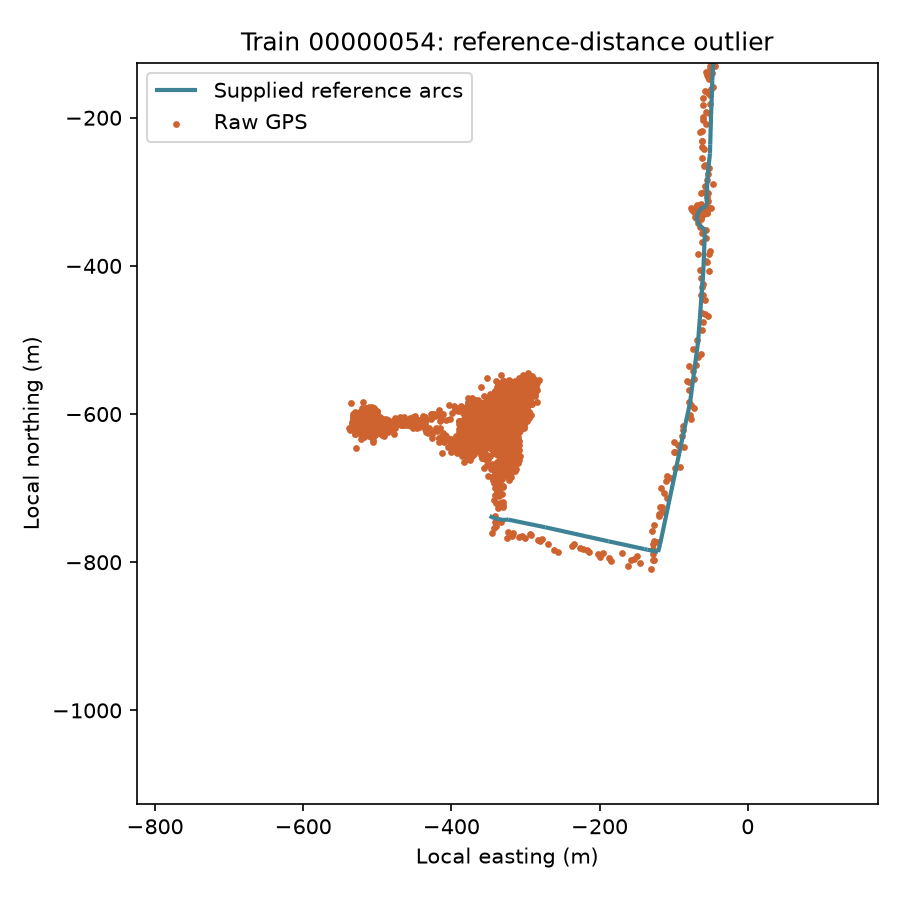 Train 00000054: reference-distance outlier
Supplied reference arcs
Raw GPS
−200
−400
−600
−800
−1000
Local northing (m)
−800
−600
−400
−200
0
Local easting (m)